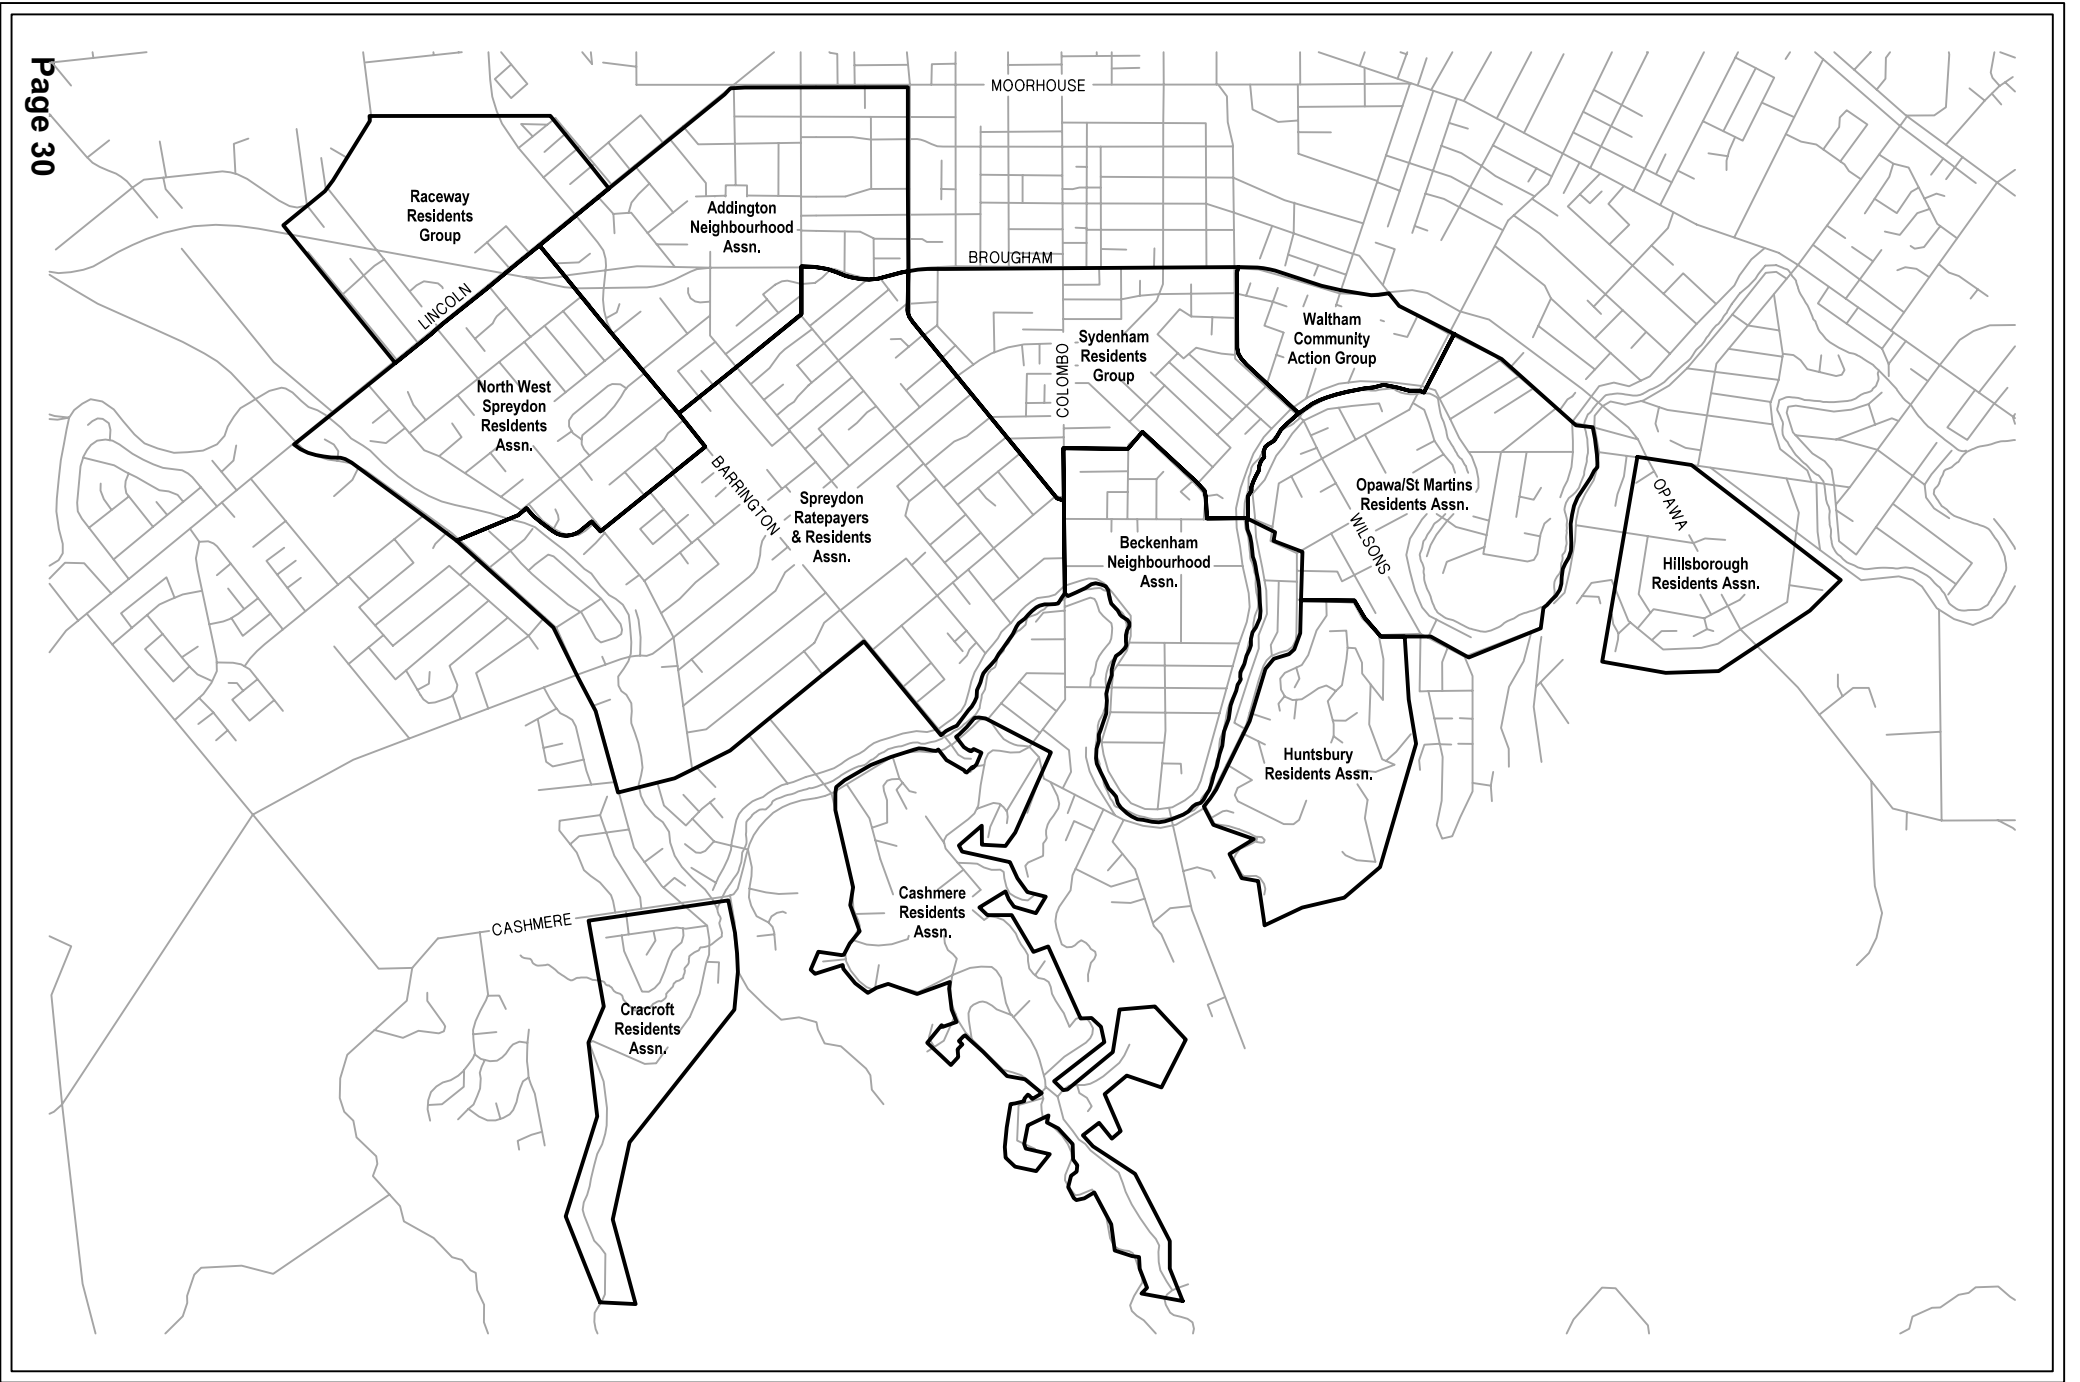 Page 30
MOORHOUSE
Raceway
Residents
Group
Addington
Neighbourhood
Assn.
BROUGHAM
LINCOLN
Waltham
Community
Action Group
Sydenham
Residents
Group
COLOMBO
North West
Spreydon
Residents
Assn.
BARRINGTON
Spreydon
Ratepayers
& Residents
Assn.
Opawa/St Martins
Residents Assn.
WILSONS
OPAWA
Beckenham
Neighbourhood
Assn.
Hillsborough
Residents Assn.
Huntsbury
Residents Assn.
Cashmere
Residents
Assn.
CASHMERE
Cracroft
Residents
Assn.